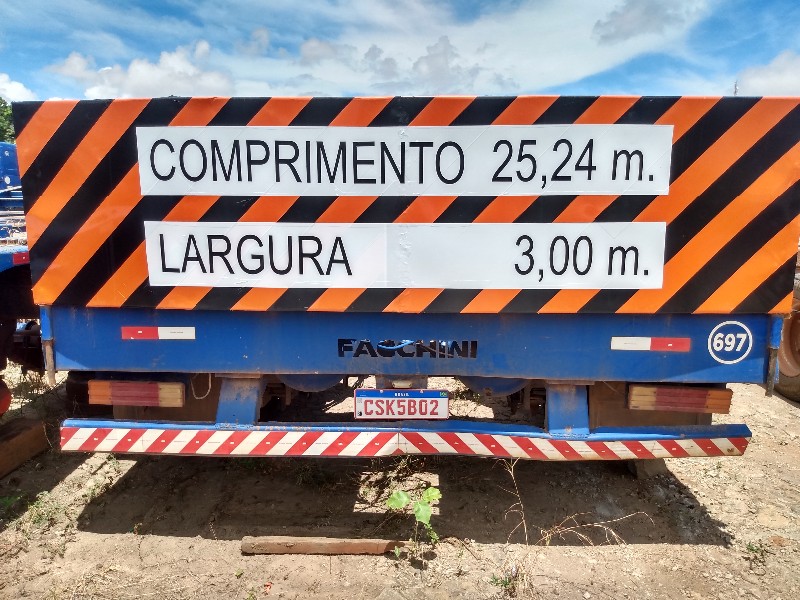 COMPRIMENTO 25,24 m.
LARGURA 3,00 m.
697
FACCHINI
BRASIL
CSK5B02